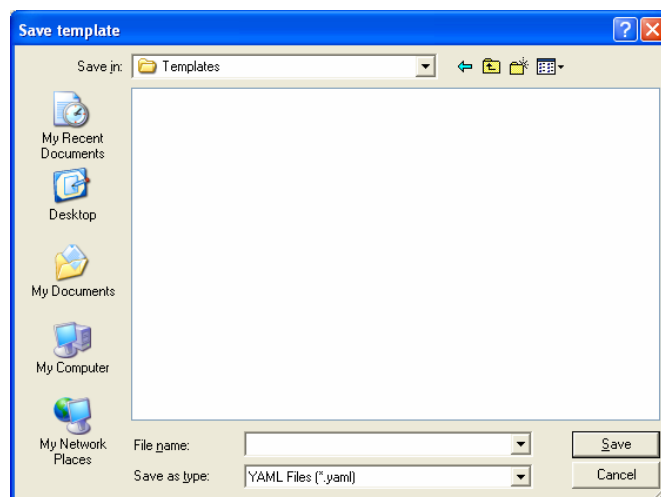 Save template
Save in:
Templates
My Recent
Documents
Desktop
My Documents
My Computer
My Network
Places
File name:
Save
Save as type:
YAML Files (*.yaml)
Cancel